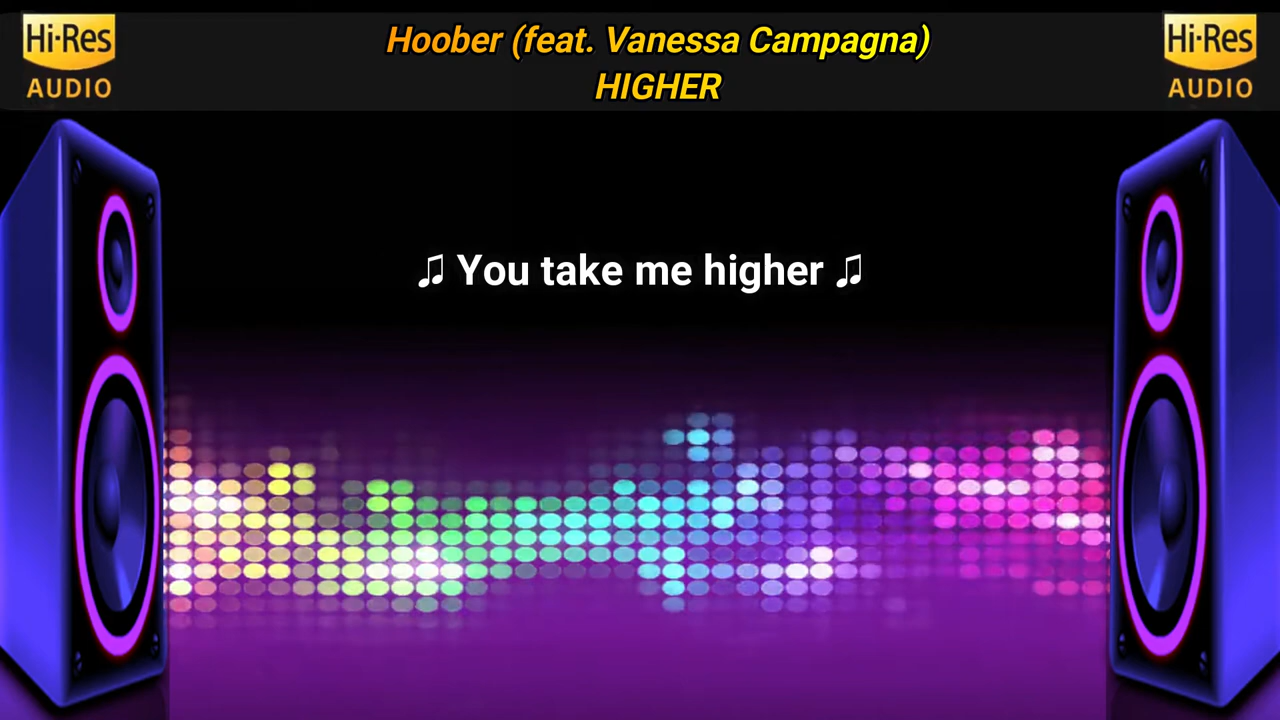 Hi-Res
AUDIO
Hoober (feat. Vanessa Campagna)
HIGHER
Hi-Res
AUDIO
♫ You take me higher ♫